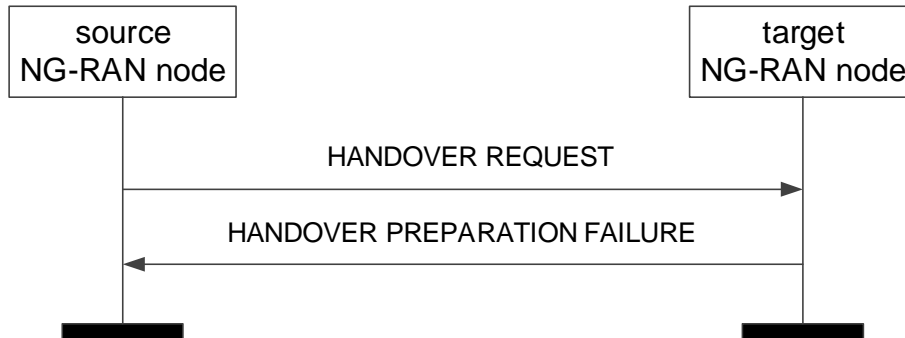 source
NG-RAN node
target
NG-RAN node
HANDOVER REQUEST
HANDOVER PREPARATION FAILURE